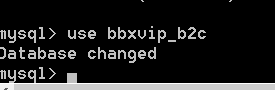 mysql> use bbxvip_b2c
Database changed
mysql>